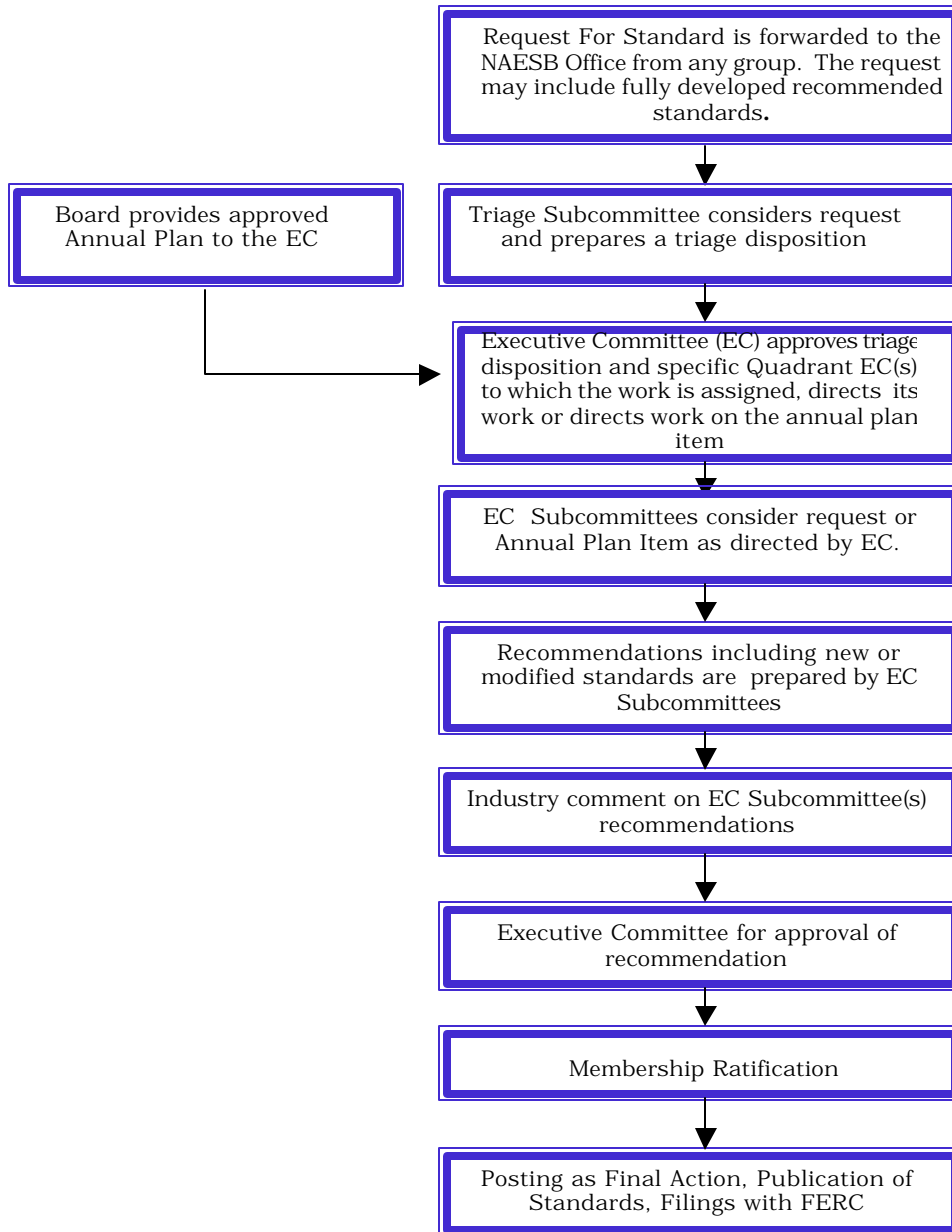 Request For Standard is forwarded to the
NAESB Office from any group. The request
may include fully developed recommended
standards.
Board provides approved
Annual Plan to the EC
Triage Subcommittee considers request
and prepares a triage disposition
Executive Committee (EC) approves triage
disposition and specific Quadrant EC(s)
to which the work is assigned, directs its
work or directs work on the annual plan
item
EC Subcommittees consider request or
Annual Plan Item as directed by EC.
Recommendations including new or
modified standards are prepared by EC
Subcommittees
Industry comment on EC Subcommittee(s)
recommendations
Executive Committee for approval of
recommendation
Membership Ratification
Posting as Final Action, Publication of
Standards, Filings with FERC